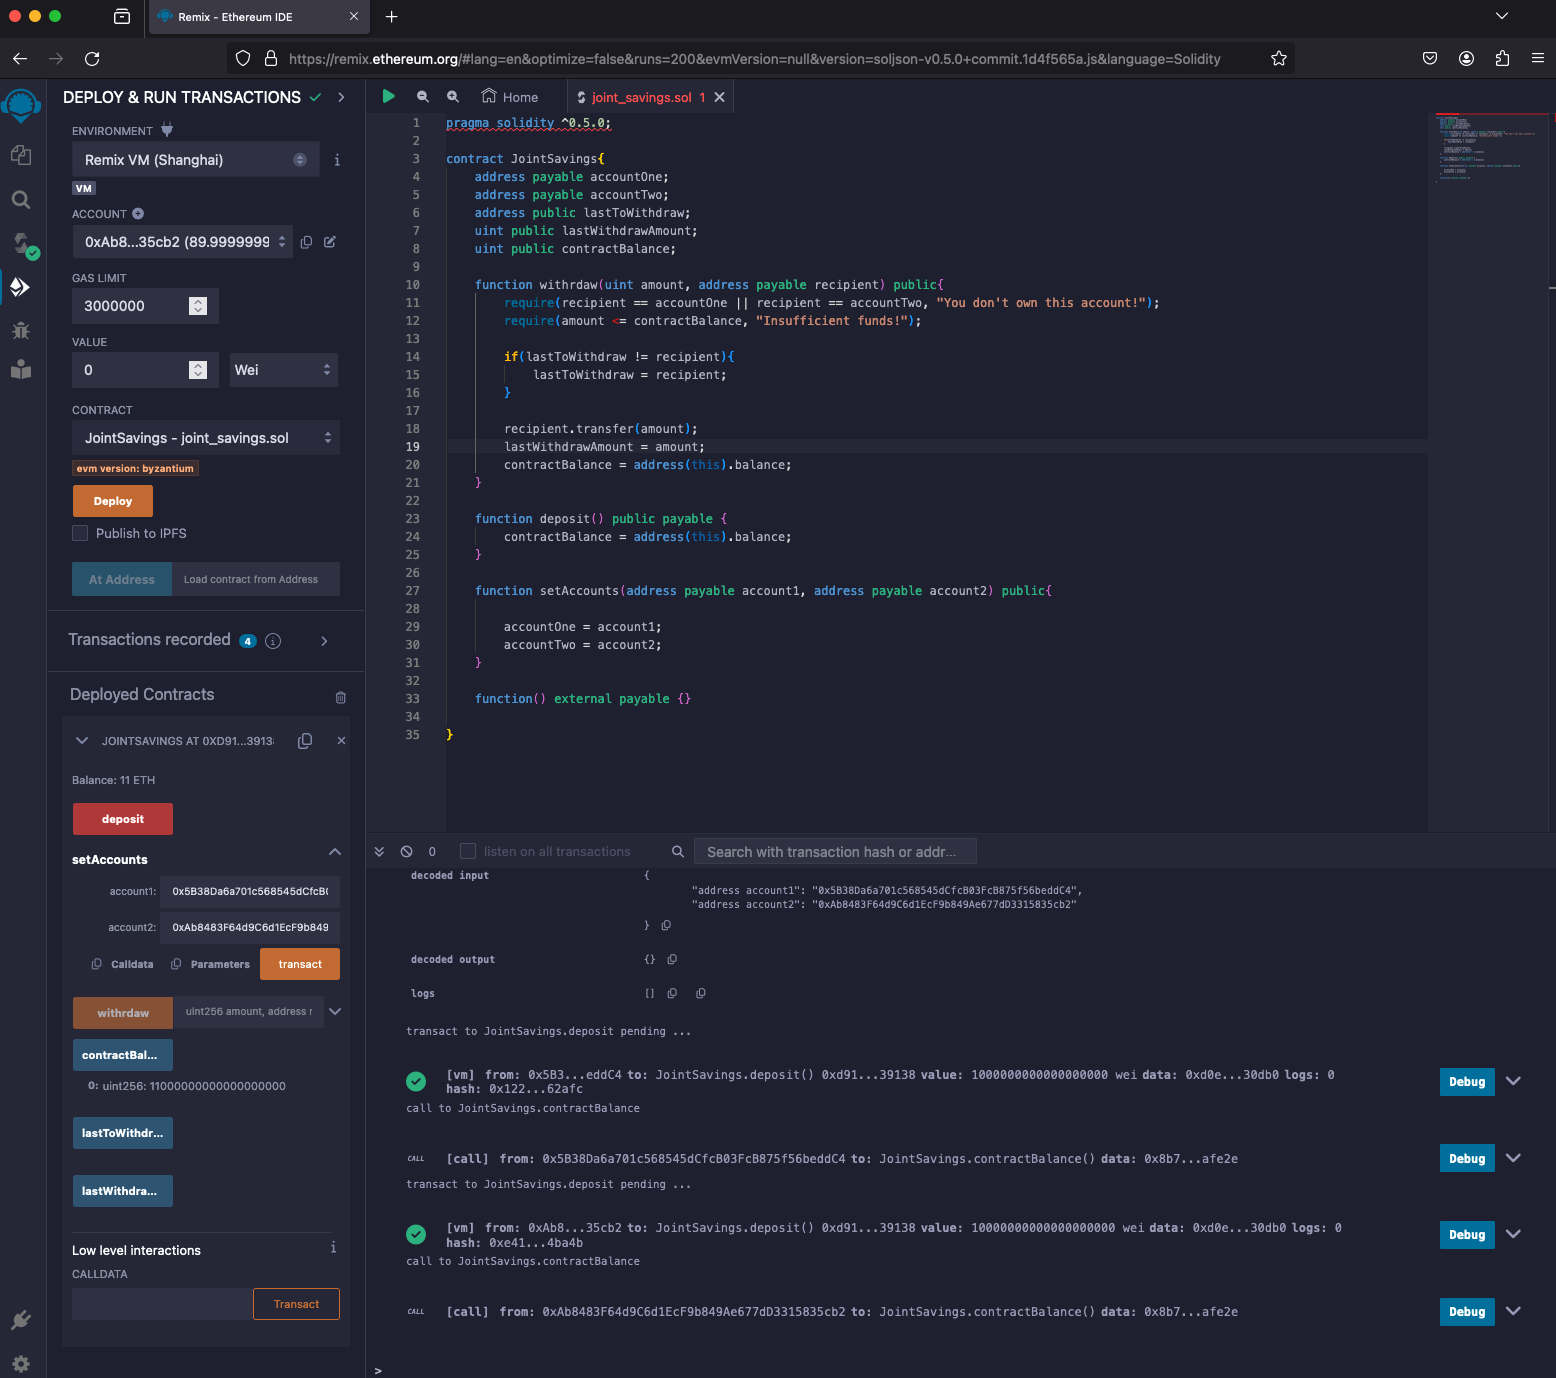 Remix - Ethereum IDE
https://remix.ethereum.org/#lang=en&optimize=false&runs=200&evmVersion=null&version=soljson-v0.5.0+commit.1d4f565a.js&language=Solidity
DEPLOY & RUN TRANSACTIONS
ENVIRONMENT
Remix VM (Shanghai)
VM
ACCOUNT
0xAb8...35cb2 (89.9999999
GAS LIMIT
3000000
VALUE
0
Wei
CONTRACT
JointSavings - joint_savings.sol
evm version: byzantium
Deploy
Publish to IPFS
At Address
Load contract from Address
Transactions recorded 4
Deployed Contracts
JOINTSAVINGS AT 0XD91...3913
Balance: 11 ETH
deposit
setAccounts
account1: 0x5B38Da6a701c568545dCfcB(
account2: 0xAb8483F64d9C6d1EcF9b849
Calldata
Parameters
transact
withrdaw
uint256 amount, address r
contractBal...
0: uint256: 11000000000000000000
lastToWithdr...
lastWithdra...
Low level interactions
CALLDATA
Transact
Home
joint_savings.sol 1
1 pragma solidity ^0.5.0;
2
3 contract JointSavings{
4 address payable accountOne;
5 address payable accountTwo;
6 address public lastToWithdraw;
7 uint public lastWithdrawAmount;
8 uint public contractBalance;
9
10 function withrdaw(uint amount, address payable recipient) public{
11 require(recipient == accountOne || recipient == accountTwo, "You don't own this account!");
12 require(amount <= contractBalance, "Insufficient funds!");
13
14 if(lastToWithdraw != recipient){
15 lastToWithdraw = recipient;
16 }
17
18 recipient.transfer(amount);
19 lastWithdrawAmount = amount;
20 contractBalance = address(this).balance;
21 }
22
23 function deposit() public payable {
24 contractBalance = address(this).balance;
25 }
26
27 function setAccounts(address payable account1, address payable account2) public{
28
29 accountOne = account1;
30 accountTwo = account2;
31 }
32
33 function() external payable {}
34
35 }
0
listen on all transactions
Search with transaction hash or addr...
decoded input {
"address account1": "0x5B38Da6a701c568545dCfcB03FcB875f56beddC4",
"address account2": "0xAb8483F64d9C6d1EcF9b849Ae677dD3315835cb2"
}
decoded output {}
logs []
transact to JointSavings.deposit pending ...
[vm] from: 0x5B3...eddC4 to: JointSavings.deposit() 0xd91...39138 value: 1000000000000000000 wei data: 0xd0e...30db0 logs: 0
hash: 0x122...62afc
Debug
call to JointSavings.contractBalance
CALL [call] from: 0x5B38Da6a701c568545dCfcB03FcB875f56beddC4 to: JointSavings.contractBalance() data: 0x8b7...afe2e
Debug
transact to JointSavings.deposit pending ...
[vm] from: 0xAb8...35cb2 to: JointSavings.deposit() 0xd91...39138 value: 10000000000000000000 wei data: 0xd0e...30db0 logs: 0
hash: 0xe41...4ba4b
Debug
call to JointSavings.contractBalance
CALL [call] from: 0xAb8483F64d9C6d1EcF9b849Ae677dD3315835cb2 to: JointSavings.contractBalance() data: 0x8b7...afe2e
Debug
>